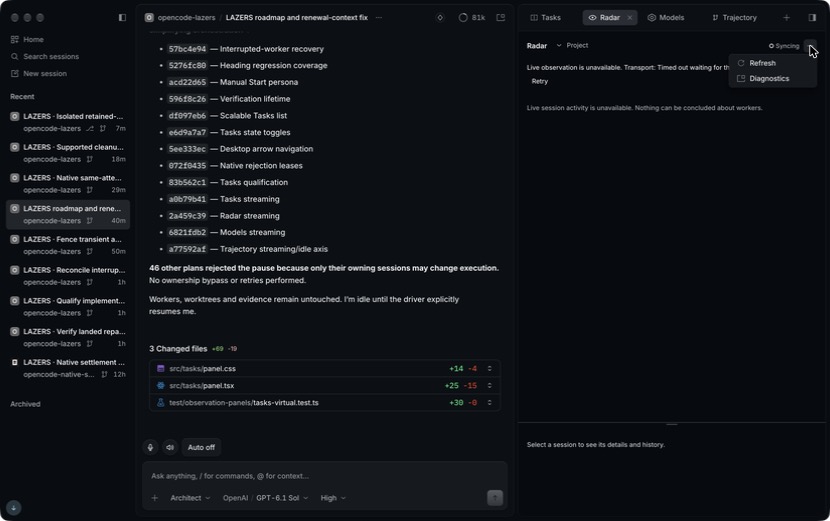 Home
Search sessions
New session
Recent
LAZERS · Isolated retained-...
opencode-lazers 7m
LAZERS · Supported cleanu...
opencode-lazers 18m
LAZERS · Native same-atte...
opencode-lazers 29m
LAZERS roadmap and rene...
opencode-lazers 40m
LAZERS · Fence transient a...
opencode-lazers 50m
LAZERS · Reconcile interrup...
opencode-lazers 1h
LAZERS · Qualify implement...
opencode-lazers 1h
LAZERS · Verify landed repa...
opencode-lazers 1h
LAZERS · Native settlement ...
opencode-native-s... 12h
Archived
opencode-lazers / LAZERS roadmap and renewal-context fix ... 81k
• 57bc4e94 — Interrupted-worker recovery
• 5276fc80 — Heading regression coverage
• acd22d65 — Manual Start persona
• 596f8c26 — Verification lifetime
• df097eb6 — Scalable Tasks list
• e6d9a7a7 — Tasks state toggles
• 5ee333ec — Desktop arrow navigation
• 072f0435 — Native rejection leases
• 83b562c1 — Tasks qualification
• a0b79b41 — Tasks streaming
• 2a459c39 — Radar streaming
• 6821fdb2 — Models streaming
• a77592af — Trajectory streaming/idle axis
46 other plans rejected the pause because only their owning sessions may change execution.
No ownership bypass or retries performed.
Workers, worktrees and evidence remain untouched. I'm idle until the driver explicitly
resumes me.
3 Changed files +69 -19
src/tasks/panel.css +14 -4
src/tasks/panel.tsx +25 -15
test/observation-panels/tasks-virtual.test.ts +30 -0
Auto off
Ask anything, / for commands, @ for context...
+ Architect OpenAI / GPT-6.1 Sol High
Tasks Radar × Models Trajectory +
Radar Project Syncing
Refresh
Live observation is unavailable. Transport: Timed out waiting for th
Diagnostics
Retry
Live session activity is unavailable. Nothing can be concluded about workers.
Select a session to see its details and history.